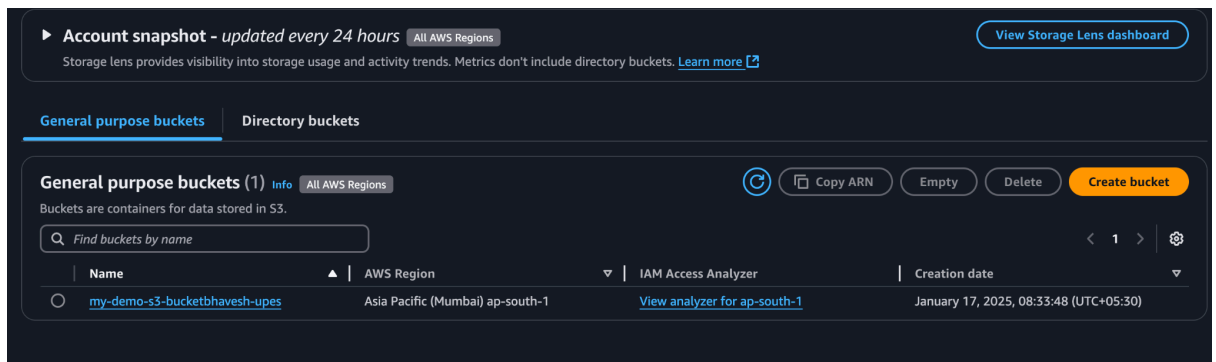 Account snapshot - updated every 24 hours All AWS Regions View Storage Lens dashboard
Storage lens provides visibility into storage usage and activity trends. Metrics don't include directory buckets. Learn more
General purpose buckets Directory buckets
General purpose buckets (1) Info All AWS Regions Copy ARN Empty Delete Create bucket
Buckets are containers for data stored in S3.
Find buckets by name 1
Name AWS Region IAM Access Analyzer Creation date
my-demo-s3-bucketbhavesh-upes Asia Pacific (Mumbai) ap-south-1 View analyzer for ap-south-1 January 17, 2025, 08:33:48 (UTC+05:30)